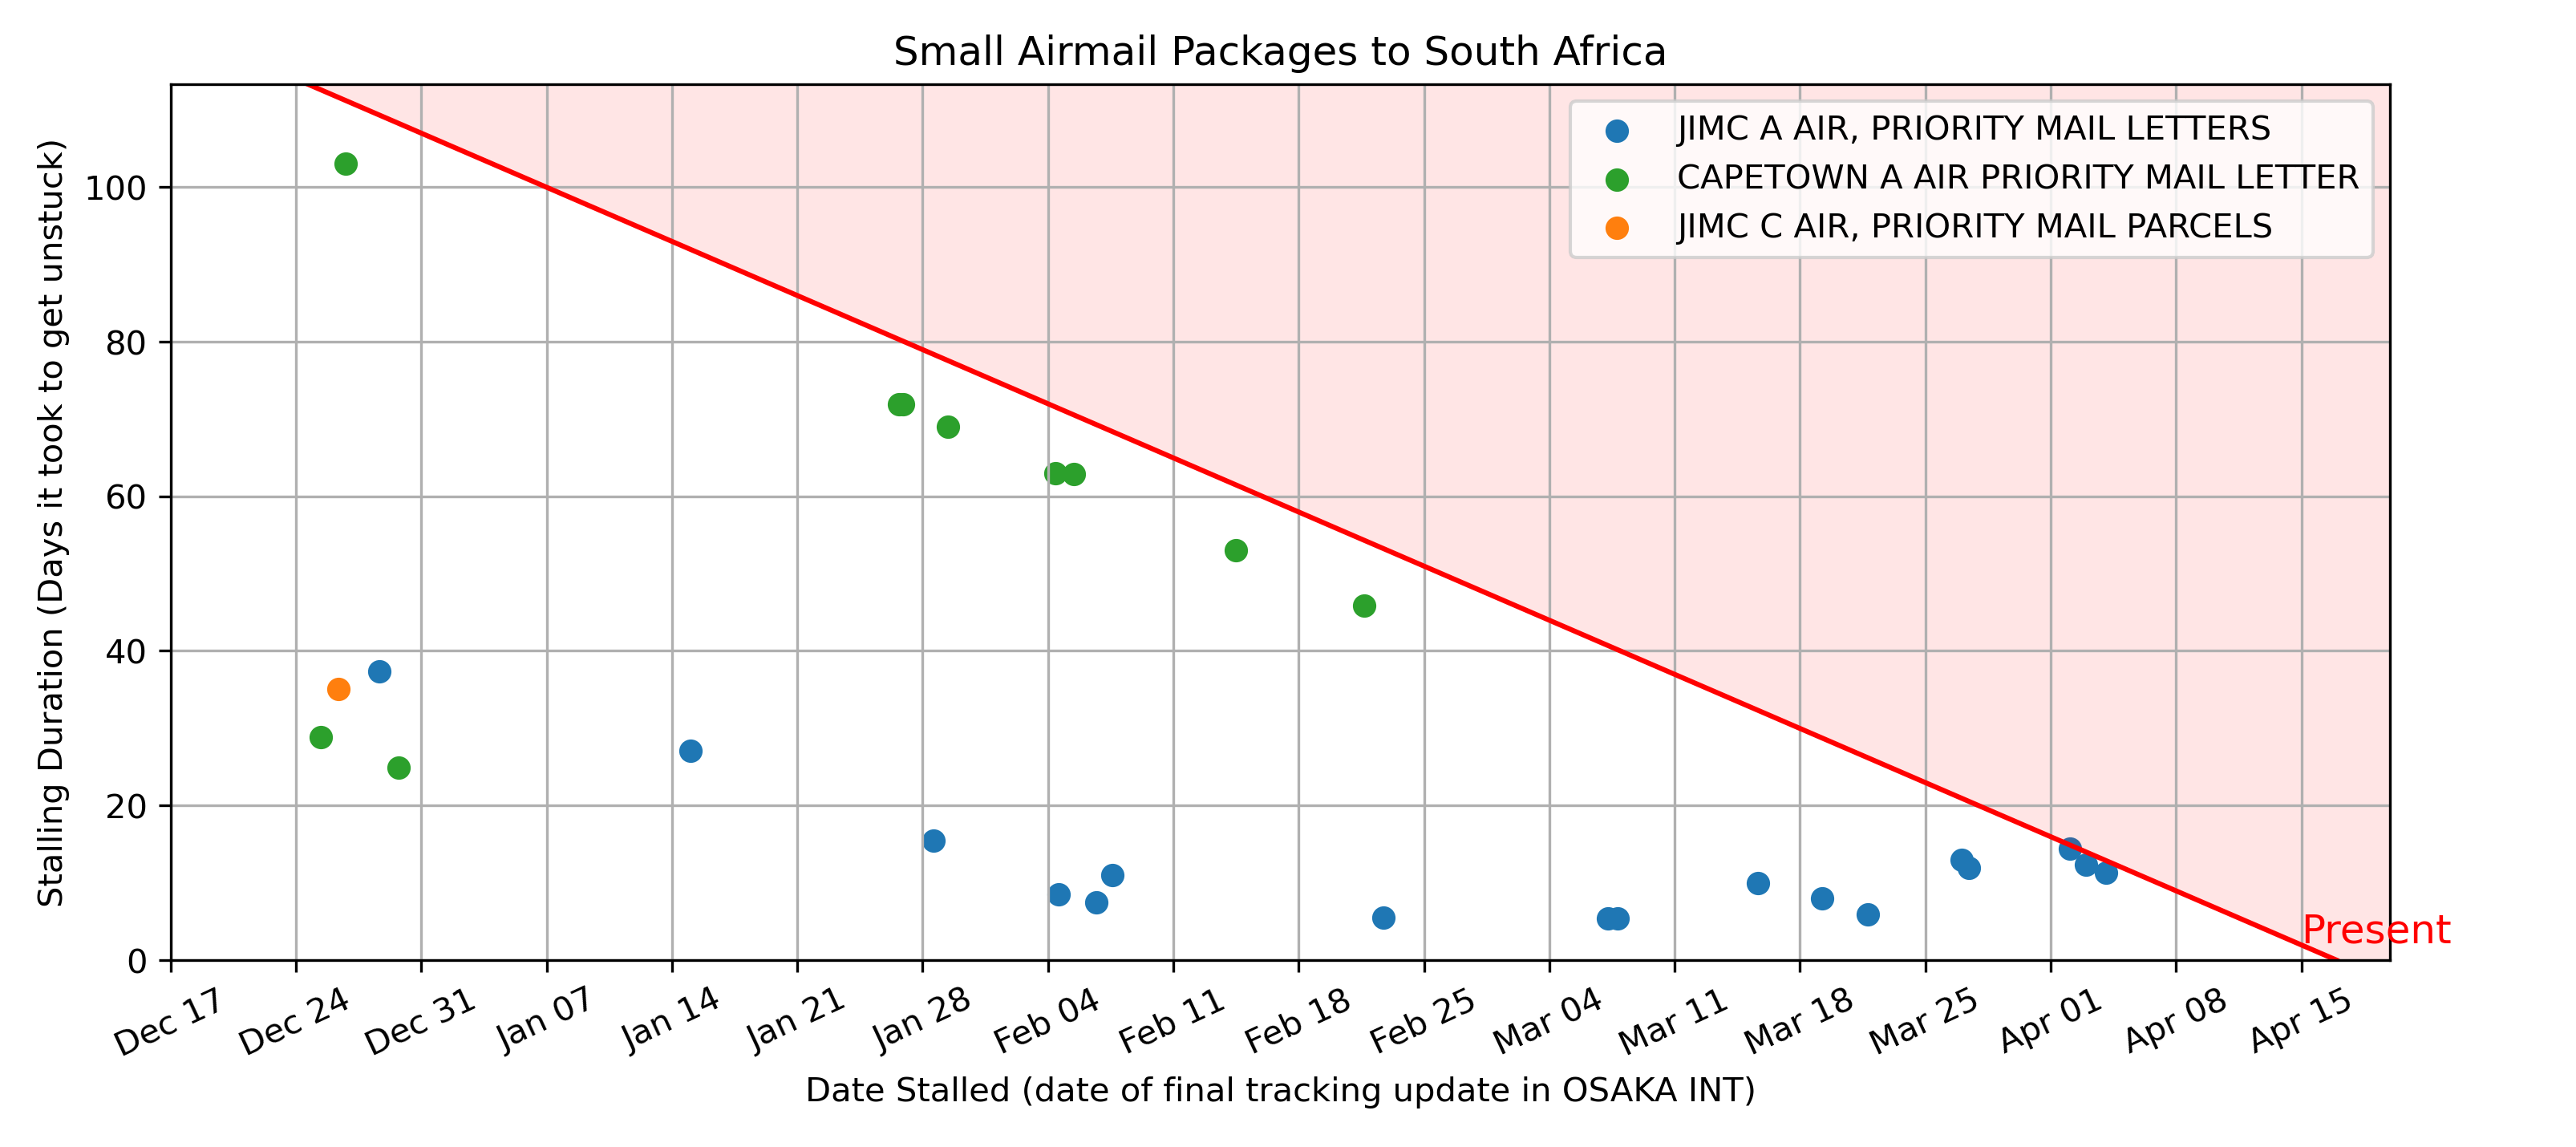 Small Airmail Packages to South Africa
JIMC A AIR, PRIORITY MAIL LETTERS
CAPETOWN A AIR PRIORITY MAIL LETTER
JIMC C AIR, PRIORITY MAIL PARCELS
Stalling Duration (Days it took to get unstuck)
100
80
60
40
20
0
Present
Dec 17
Dec 24
Dec 31
Jan 07
Jan 14
Jan 21
Jan 28
Feb 04
Feb 11
Feb 18
Feb 25
Mar 04
Mar 11
Mar 18
Mar 25
Apr 01
Apr 08
Apr 15
Date Stalled (date of final tracking update in OSAKA INT)